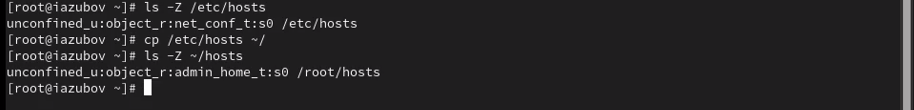 [root@iazubov ~]# ls -Z /etc/hosts
unconfined_u:object_r:net_conf_t:s0 /etc/hosts
[root@iazubov ~]# cp /etc/hosts ~/
[root@iazubov ~]# ls -Z ~/hosts
unconfined_u:object_r:admin_home_t:s0 /root/hosts
[root@iazubov ~]#